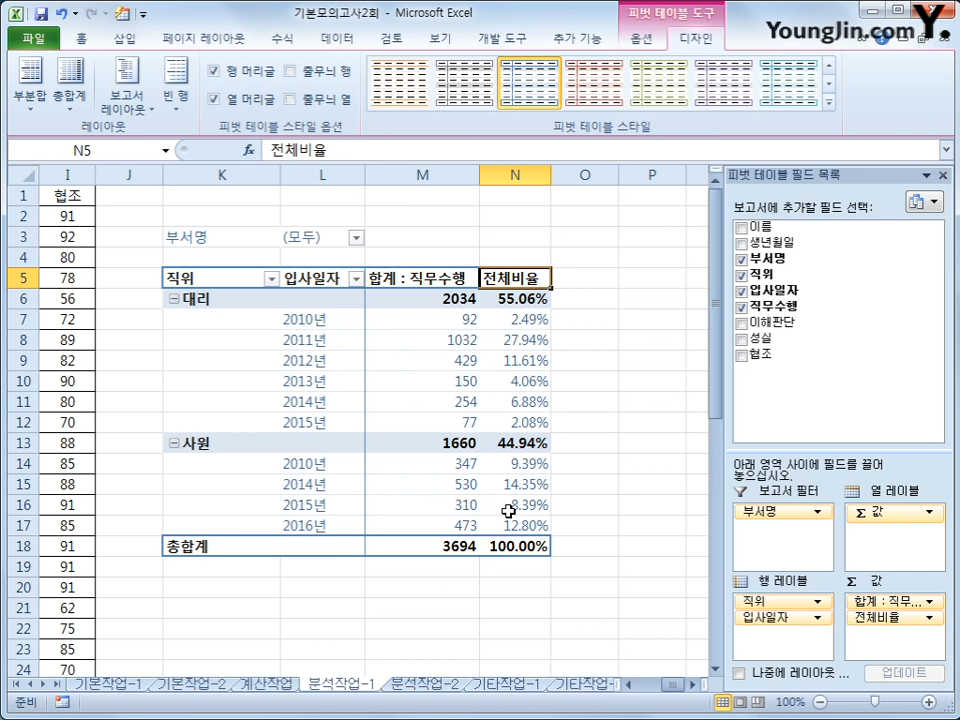 기본모의고사2회 - Microsoft Excel
피벗 테이블 도구
YoungJin.com Y.
파일 홈 삽입 페이지 레이아웃 수식 데이터 검토 보기 개발 도구 추가 기능 옵션 디자인
부분합 총합계 보고서 레이아웃 빈 행
행 머리글 줄무늬 행
열 머리글 줄무늬 열
레이아웃 피벗 테이블 스타일 옵션 피벗 테이블 스타일
N5 fx 전체비율
I J K L M N O P
1 협조
2 91
3 92 부서명 (모두)
4 80
5 78 직위 입사일자 합계 : 직무수행 전체비율
6 56 대리 2034 55.06%
7 72 2010년 92 2.49%
8 89 2011년 1032 27.94%
9 82 2012년 429 11.61%
10 90 2013년 150 4.06%
11 80 2014년 254 6.88%
12 70 2015년 77 2.08%
13 88 사원 1660 44.94%
14 85 2010년 347 9.39%
15 88 2014년 530 14.35%
16 91 2015년 310 8.39%
17 85 2016년 473 12.80%
18 91 총합계 3694 100.00%
19 91
20 91
21 62
22 75
23 85
24 70
피벗 테이블 필드 목록
보고서에 추가할 필드 선택:
이름
생년월일
부서명
직위
입사일자
직무수행
이해판단
성실
협조
아래 영역 사이에 필드를 끌어
놓으십시오.
보고서 필터 열 레이블
부서명 Σ 값
행 레이블 Σ 값
직위 합계 : 직무...
입사일자 전체비율
나중에 레이아웃 ... 업데이트
기본작업-1 기본작업-2 계산작업 분석작업-1 분석작업-2 기타작업-1 기타작업-
준비 100%